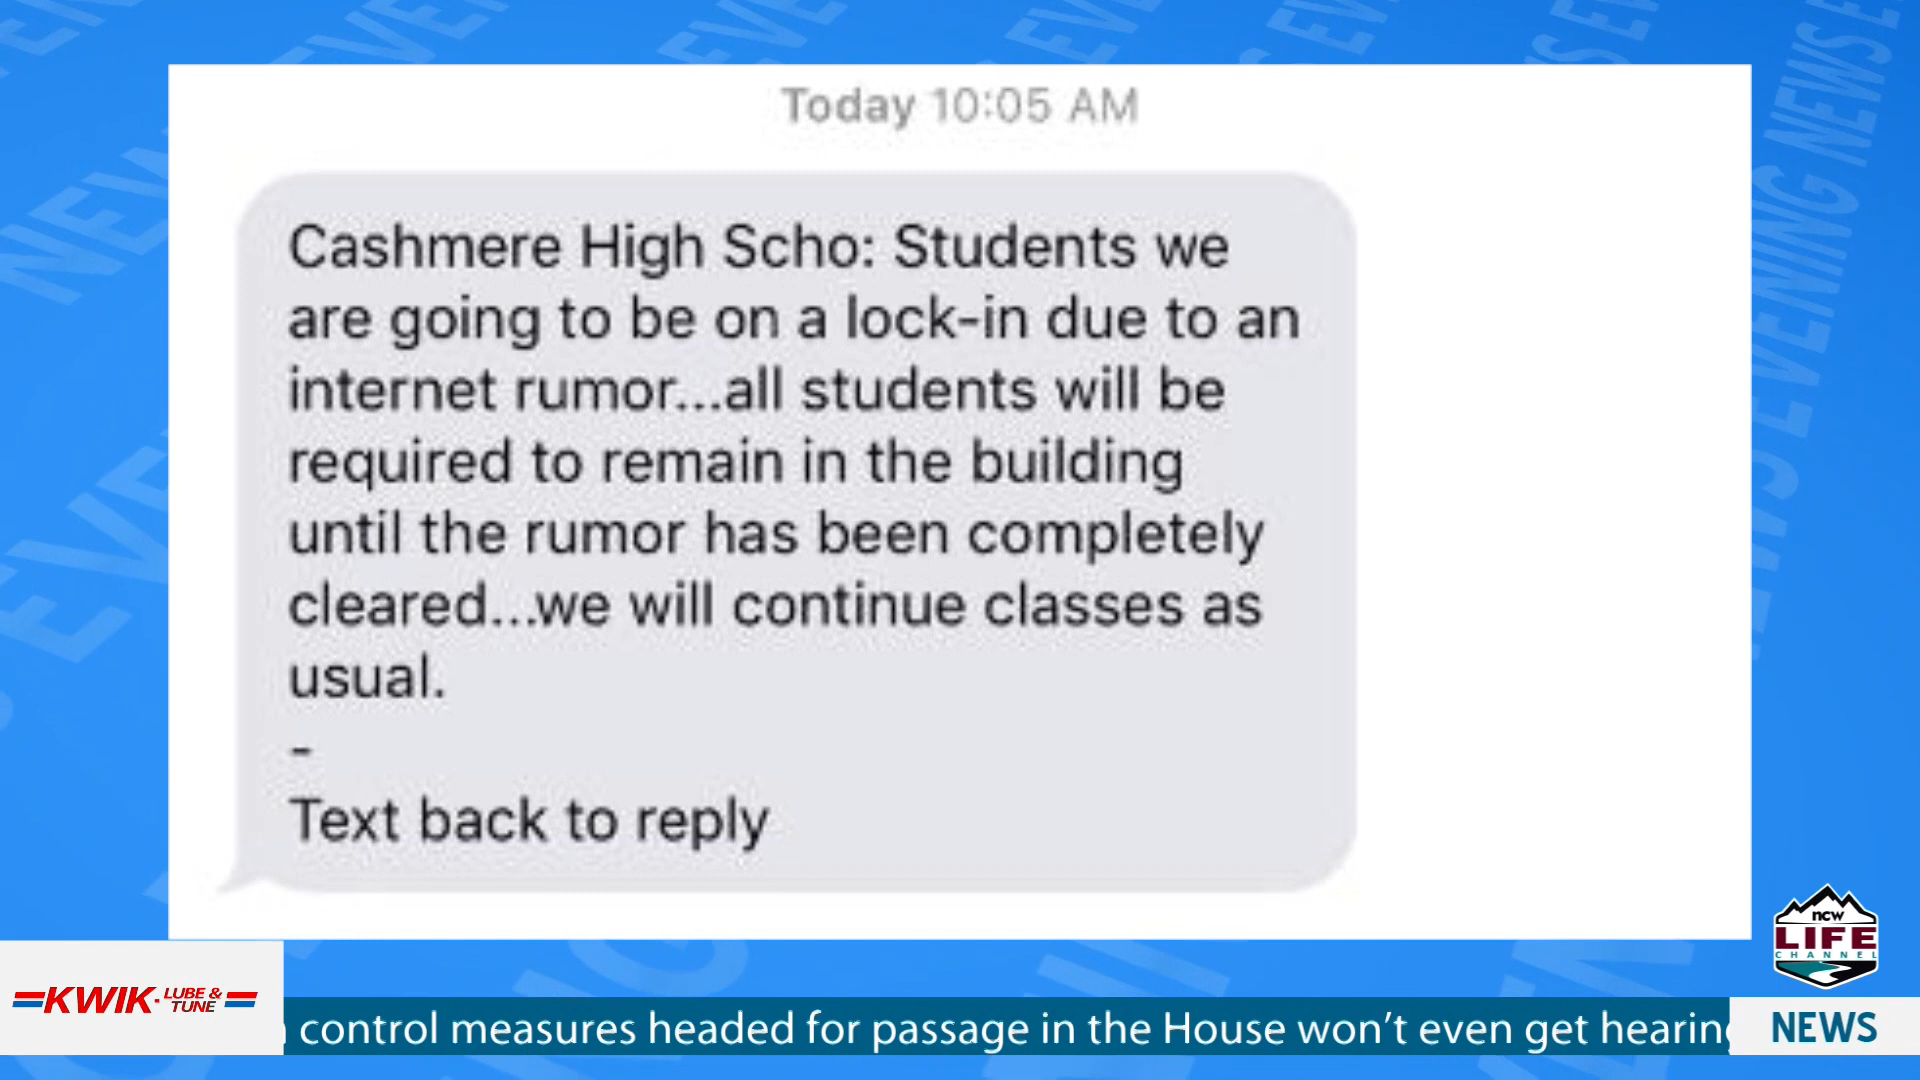 Today 10:05 AM
Cashmere High Scho: Students we
are going to be on a lock-in due to an
internet rumor...all students will be
required to remain in the building
until the rumor has been completely
cleared...we will continue classes as
usual.
-
Text back to reply
ncw
LIFE
CHANNEL
KWIK- LUBE &
TUNE
control measures headed for passage in the House won't even get
NEWS